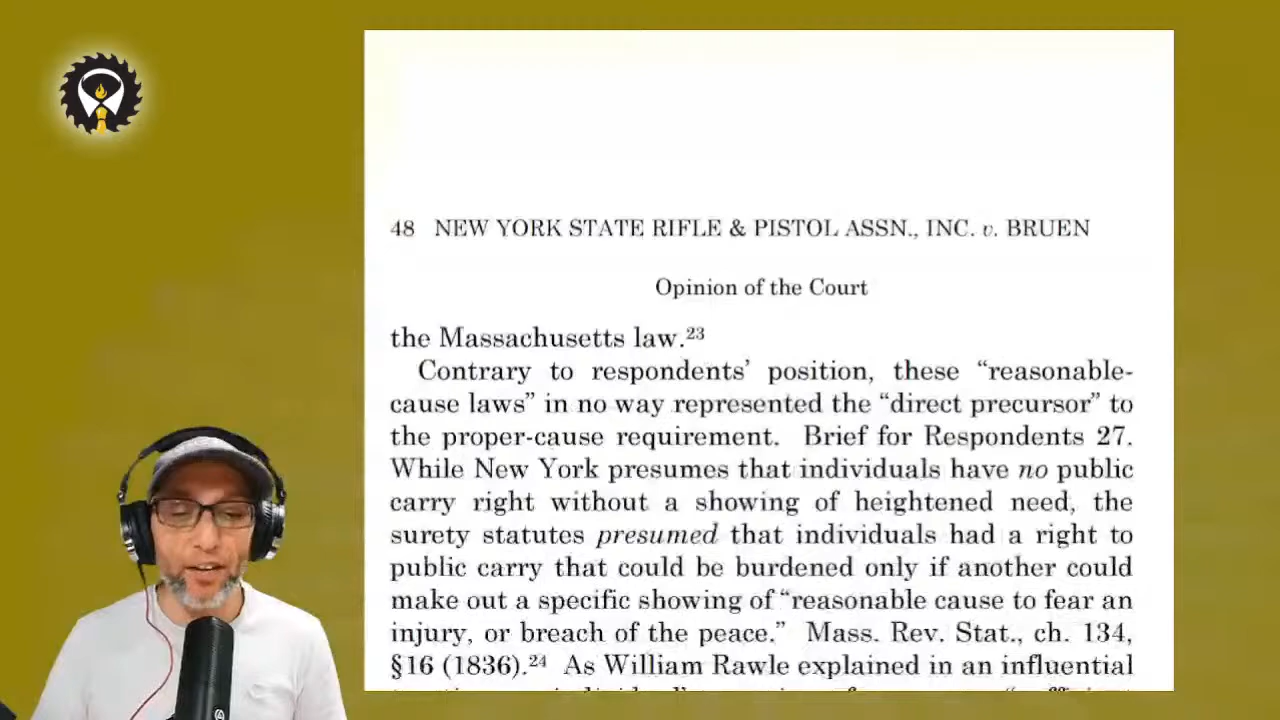 48 NEW YORK STATE RIFLE & PISTOL ASSN., INC. v. BRUEN
Opinion of the Court
the Massachusetts law.23
Contrary to respondents’ position, these “reasonable-
cause laws” in no way represented the “direct precursor” to
the proper-cause requirement. Brief for Respondents 27.
While New York presumes that individuals have no public
carry right without a showing of heightened need, the
surety statutes presumed that individuals had a right to
public carry that could be burdened only if another could
make out a specific showing of “reasonable cause to fear an
injury, or breach of the peace.” Mass. Rev. Stat., ch. 134,
§16 (1836).24 As William Rawle explained in an influential